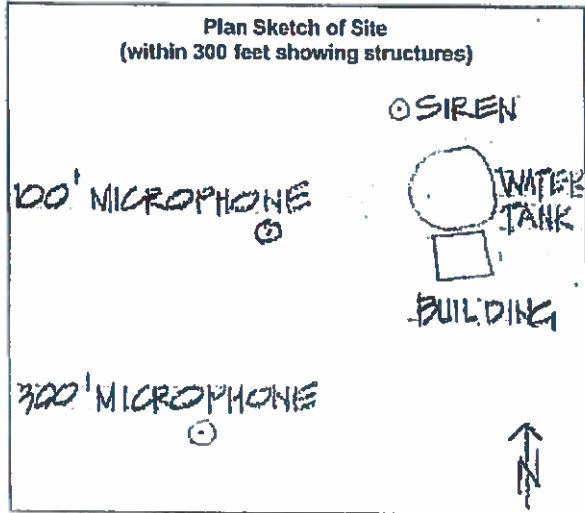 Plan Sketch of Site
(within 300 feet showing structures)
SIREN
100' MICROPHONE
WATER
TANK
BUILDING
300' MICROPHONE
N